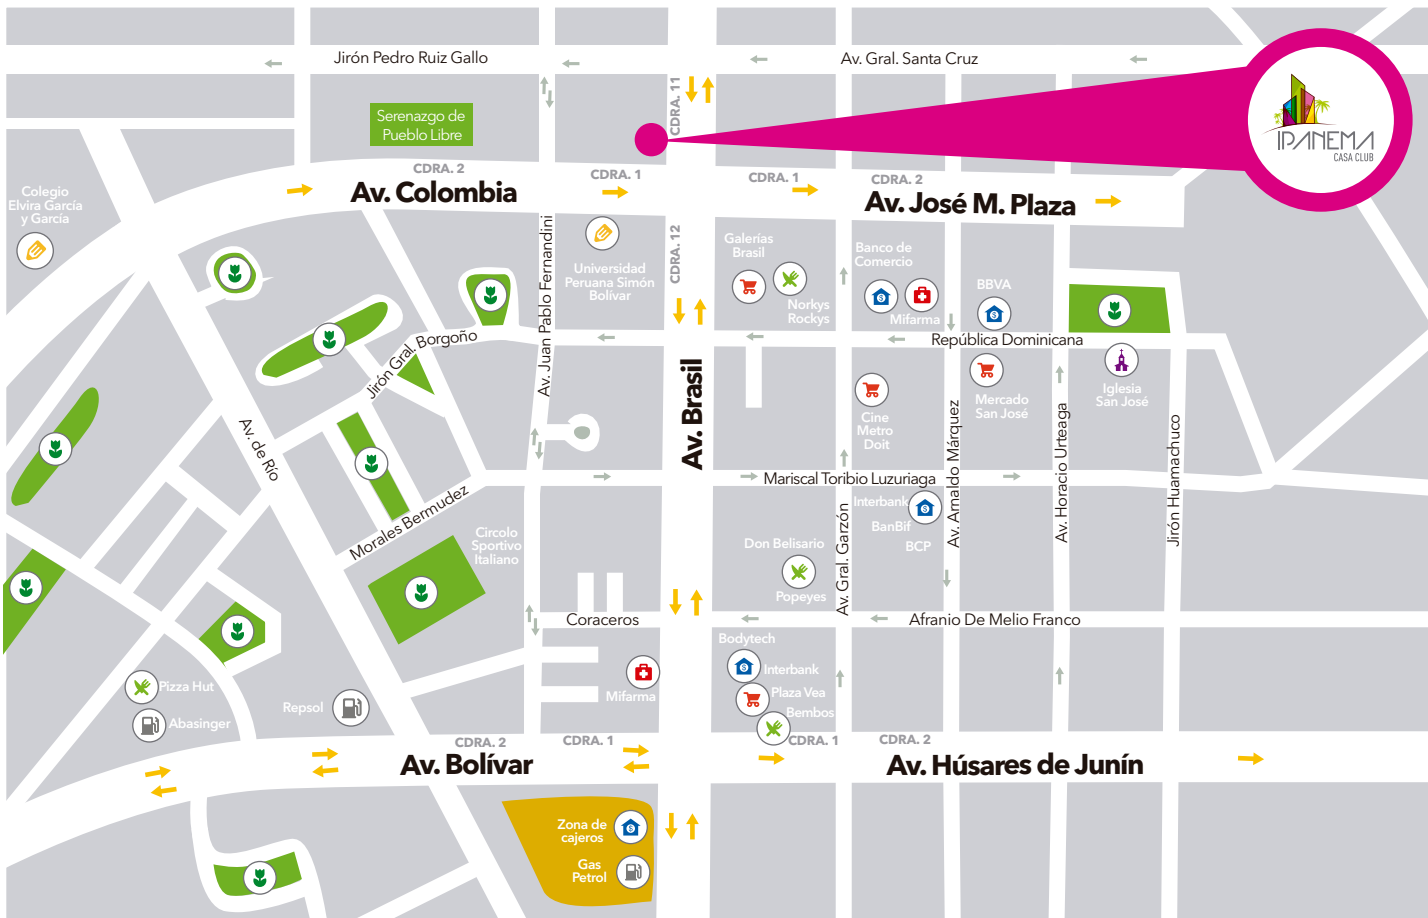 Jirón Pedro Ruiz Gallo
Av. Gral. Santa Cruz
CDRA. 11
Serenazgo de
Pueblo Libre
IPANEMA
CASA CLUB
CDRA. 2
CDRA. 1
CDRA. 1
CDRA. 2
Av. Colombia
Av. José M. Plaza
Colegio
Elvira García
y García
Av. Juan Pablo Fernandini
Universidad
Peruana Simón
Bolívar
CDRA. 12
Galerías
Brasil
Norkys
Rockys
Banco de
Comercio
Mifarma
BBVA
República Dominicana
Jirón Gral. Borgoño
Av. Brasil
Cine
Metro
Doit
Mercado
San José
Iglesia
San José
Av. de Río
Av. Arnaldo Márquez
Av. Horacio Urteaga
Jirón Huamachuco
Mariscal Toribio Luzuriaga
Morales Bermudez
Circolo
Sportivo
Italiano
Interbank
BanBif
BCP
Av. Gral. Garzón
Don Belisario
Popeyes
Coraceros
Afranio De Melio Franco
Bodytech
Interbank
Plaza Vea
Bembos
Mifarma
Pizza Hut
Abasinger
Repsol
CDRA. 2
CDRA. 1
CDRA. 1
CDRA. 2
Av. Bolívar
Av. Húsares de Junín
Zona de
cajeros
Gas
Petrol